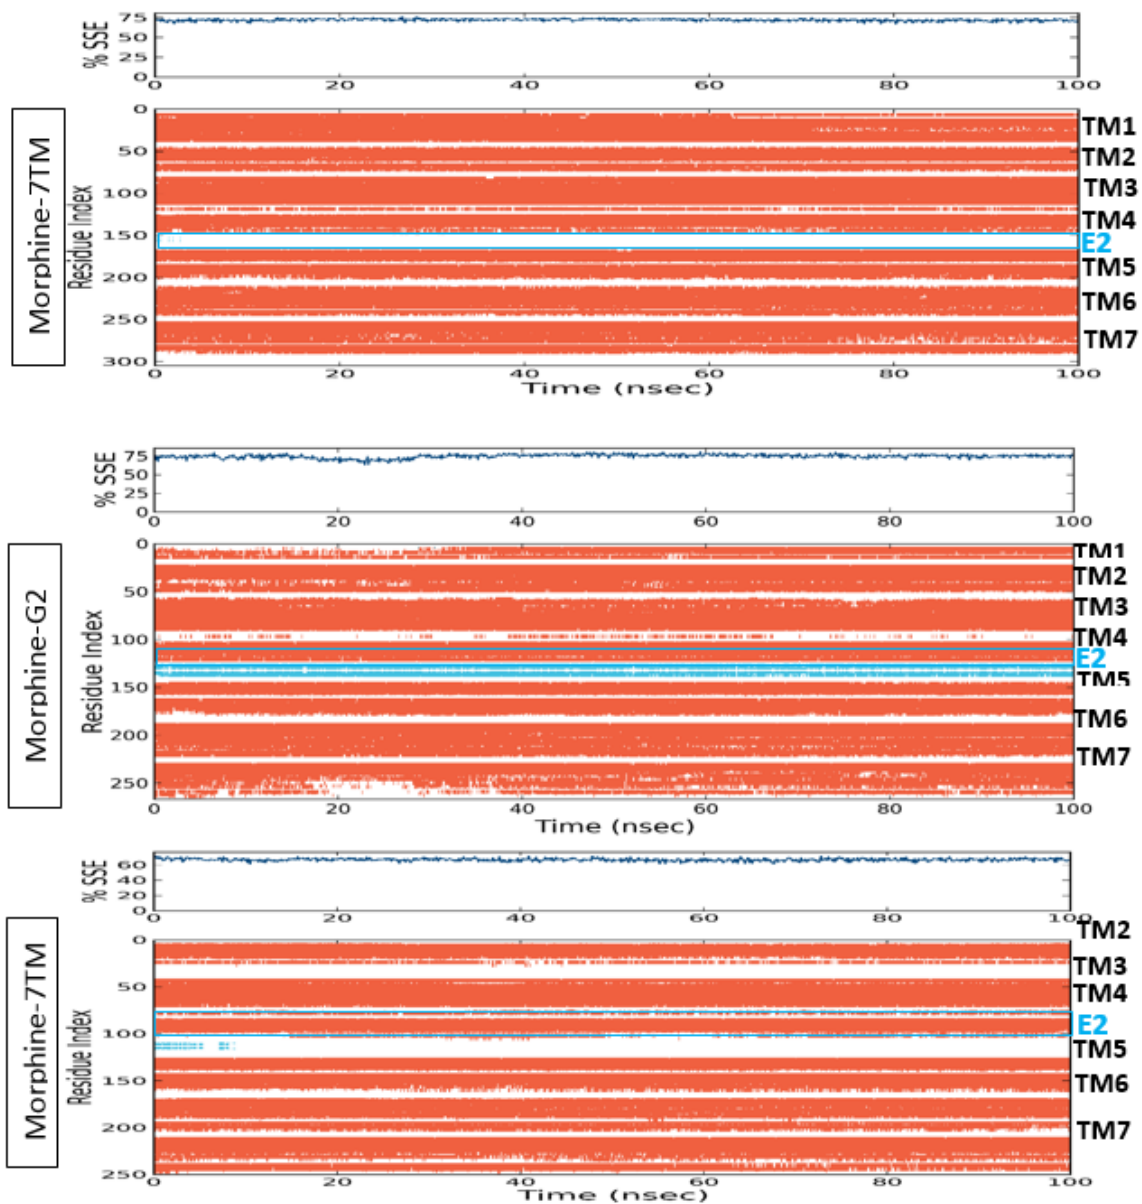 75
50
25
0
% SSE
0 20 40 60 80 100
Morphine-7TM
Residue Index
0
50
100
150
200
250
300
TM1
TM2
TM3
TM4
E2
TM5
TM6
TM7
0 20 40 60 80 100
Time (nsec)
75
50
25
0
% SSE
0 20 40 60 80 100
Morphine-G2
Residue Index
0
50
100
150
200
250
TM1
TM2
TM3
TM4
E2
TM5
TM6
TM7
0 20 40 60 80 100
Time (nsec)
60
40
20
0
% SSE
0 20 40 60 80 100
Morphine-7TM
Residue Index
0
50
100
150
200
250
TM2
TM3
TM4
E2
TM5
TM6
TM7
0 20 40 60 80 100
Time (nsec)